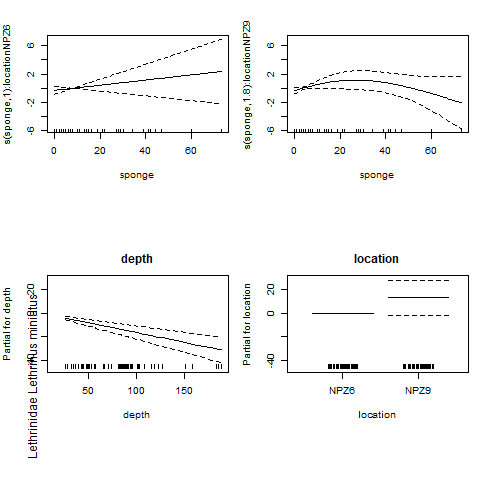 s(sponge,1):locationNPZ6
6
2
-2
-6
0
20
40
60
sponge
s(sponge,1.8):locationNPZ9
6
2
-2
-6
0
20
40
60
sponge
depth
Partial for depth
20
0
-40
50
100
150
depth
location
Partial for location
20
0
-40
NPZ6
NPZ9
location
Lethrinidae Lethrinus miniatus